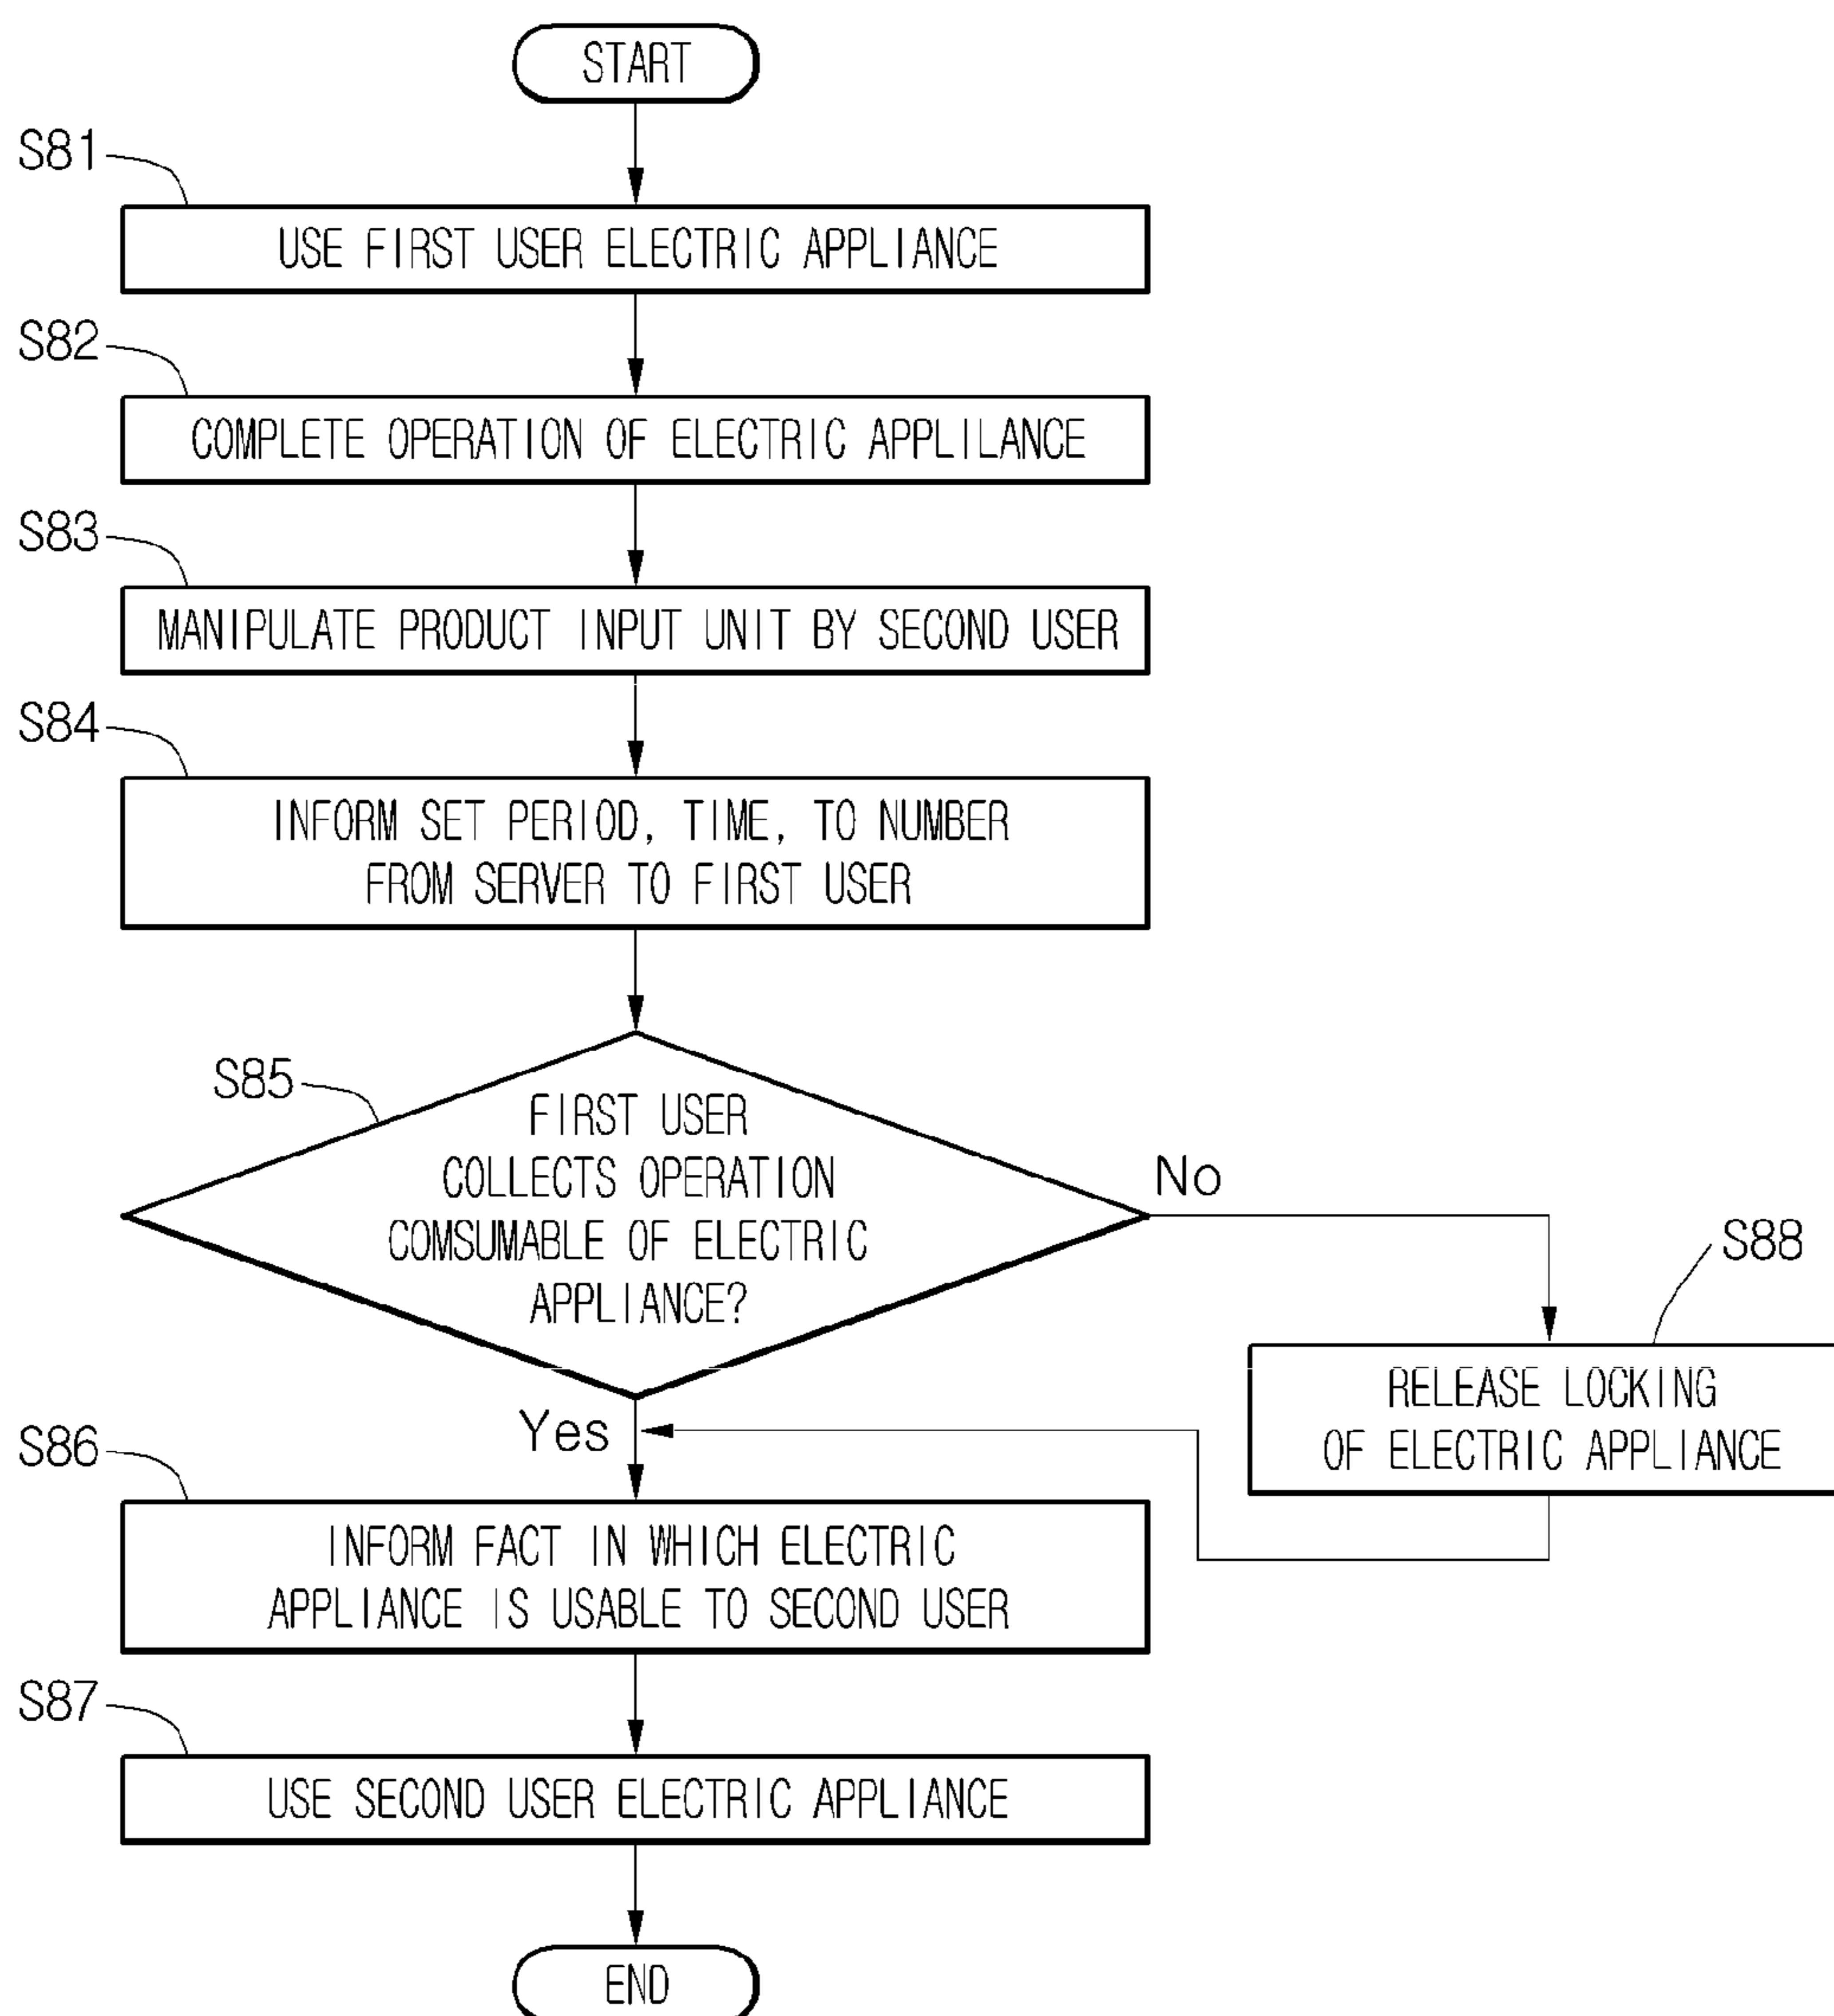 START
S81
USE FIRST USER ELECTRIC APPLIANCE
S82
COMPLETE OPERATION OF ELECTRIC APPLILANCE
S83
MANIPULATE PRODUCT INPUT UNIT BY SECOND USER
S84
INFORM SET PERIOD, TIME, TO NUMBER
FROM SERVER TO FIRST USER
S85
FIRST USER
COLLECTS OPERATION
COMSUMABLE OF ELECTRIC
APPLIANCE?
No
S88
RELEASE LOCKING
OF ELECTRIC APPLIANCE
Yes
S86
INFORM FACT IN WHICH ELECTRIC
APPLIANCE IS USABLE TO SECOND USER
S87
USE SECOND USER ELECTRIC APPLIANCE
END